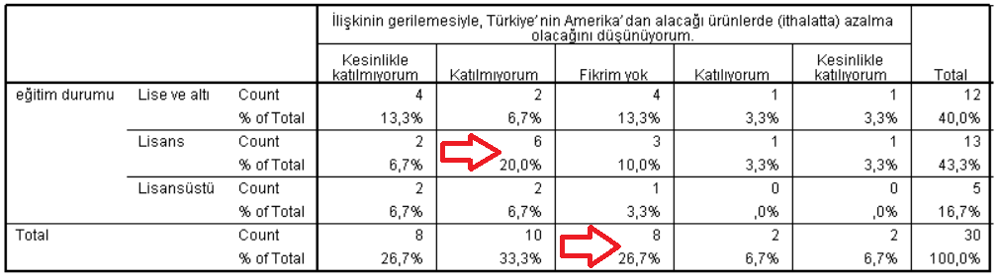 İlişkinin gerilemesiyle, Türkiye'nin Amerika'dan alacağı ürünlerde (ithalatta) azalma
olacağını düşünüyorum.
Kesinlikle katılmıyorum Katılmıyorum Fikrim yok Katılıyorum Kesinlikle katılıyorum Total
eğitim durumu Lise ve altı Count 4 2 4 1 1 12
% of Total 13,3% 6,7% 13,3% 3,3% 3,3% 40,0%
Lisans Count 2 6 3 1 1 13
% of Total 6,7% 20,0% 10,0% 3,3% 3,3% 43,3%
Lisansüstü Count 2 2 1 0 0 5
% of Total 6,7% 6,7% 3,3% ,0% ,0% 16,7%
Total Count 8 10 8 2 2 30
% of Total 26,7% 33,3% 26,7% 6,7% 6,7% 100,0%